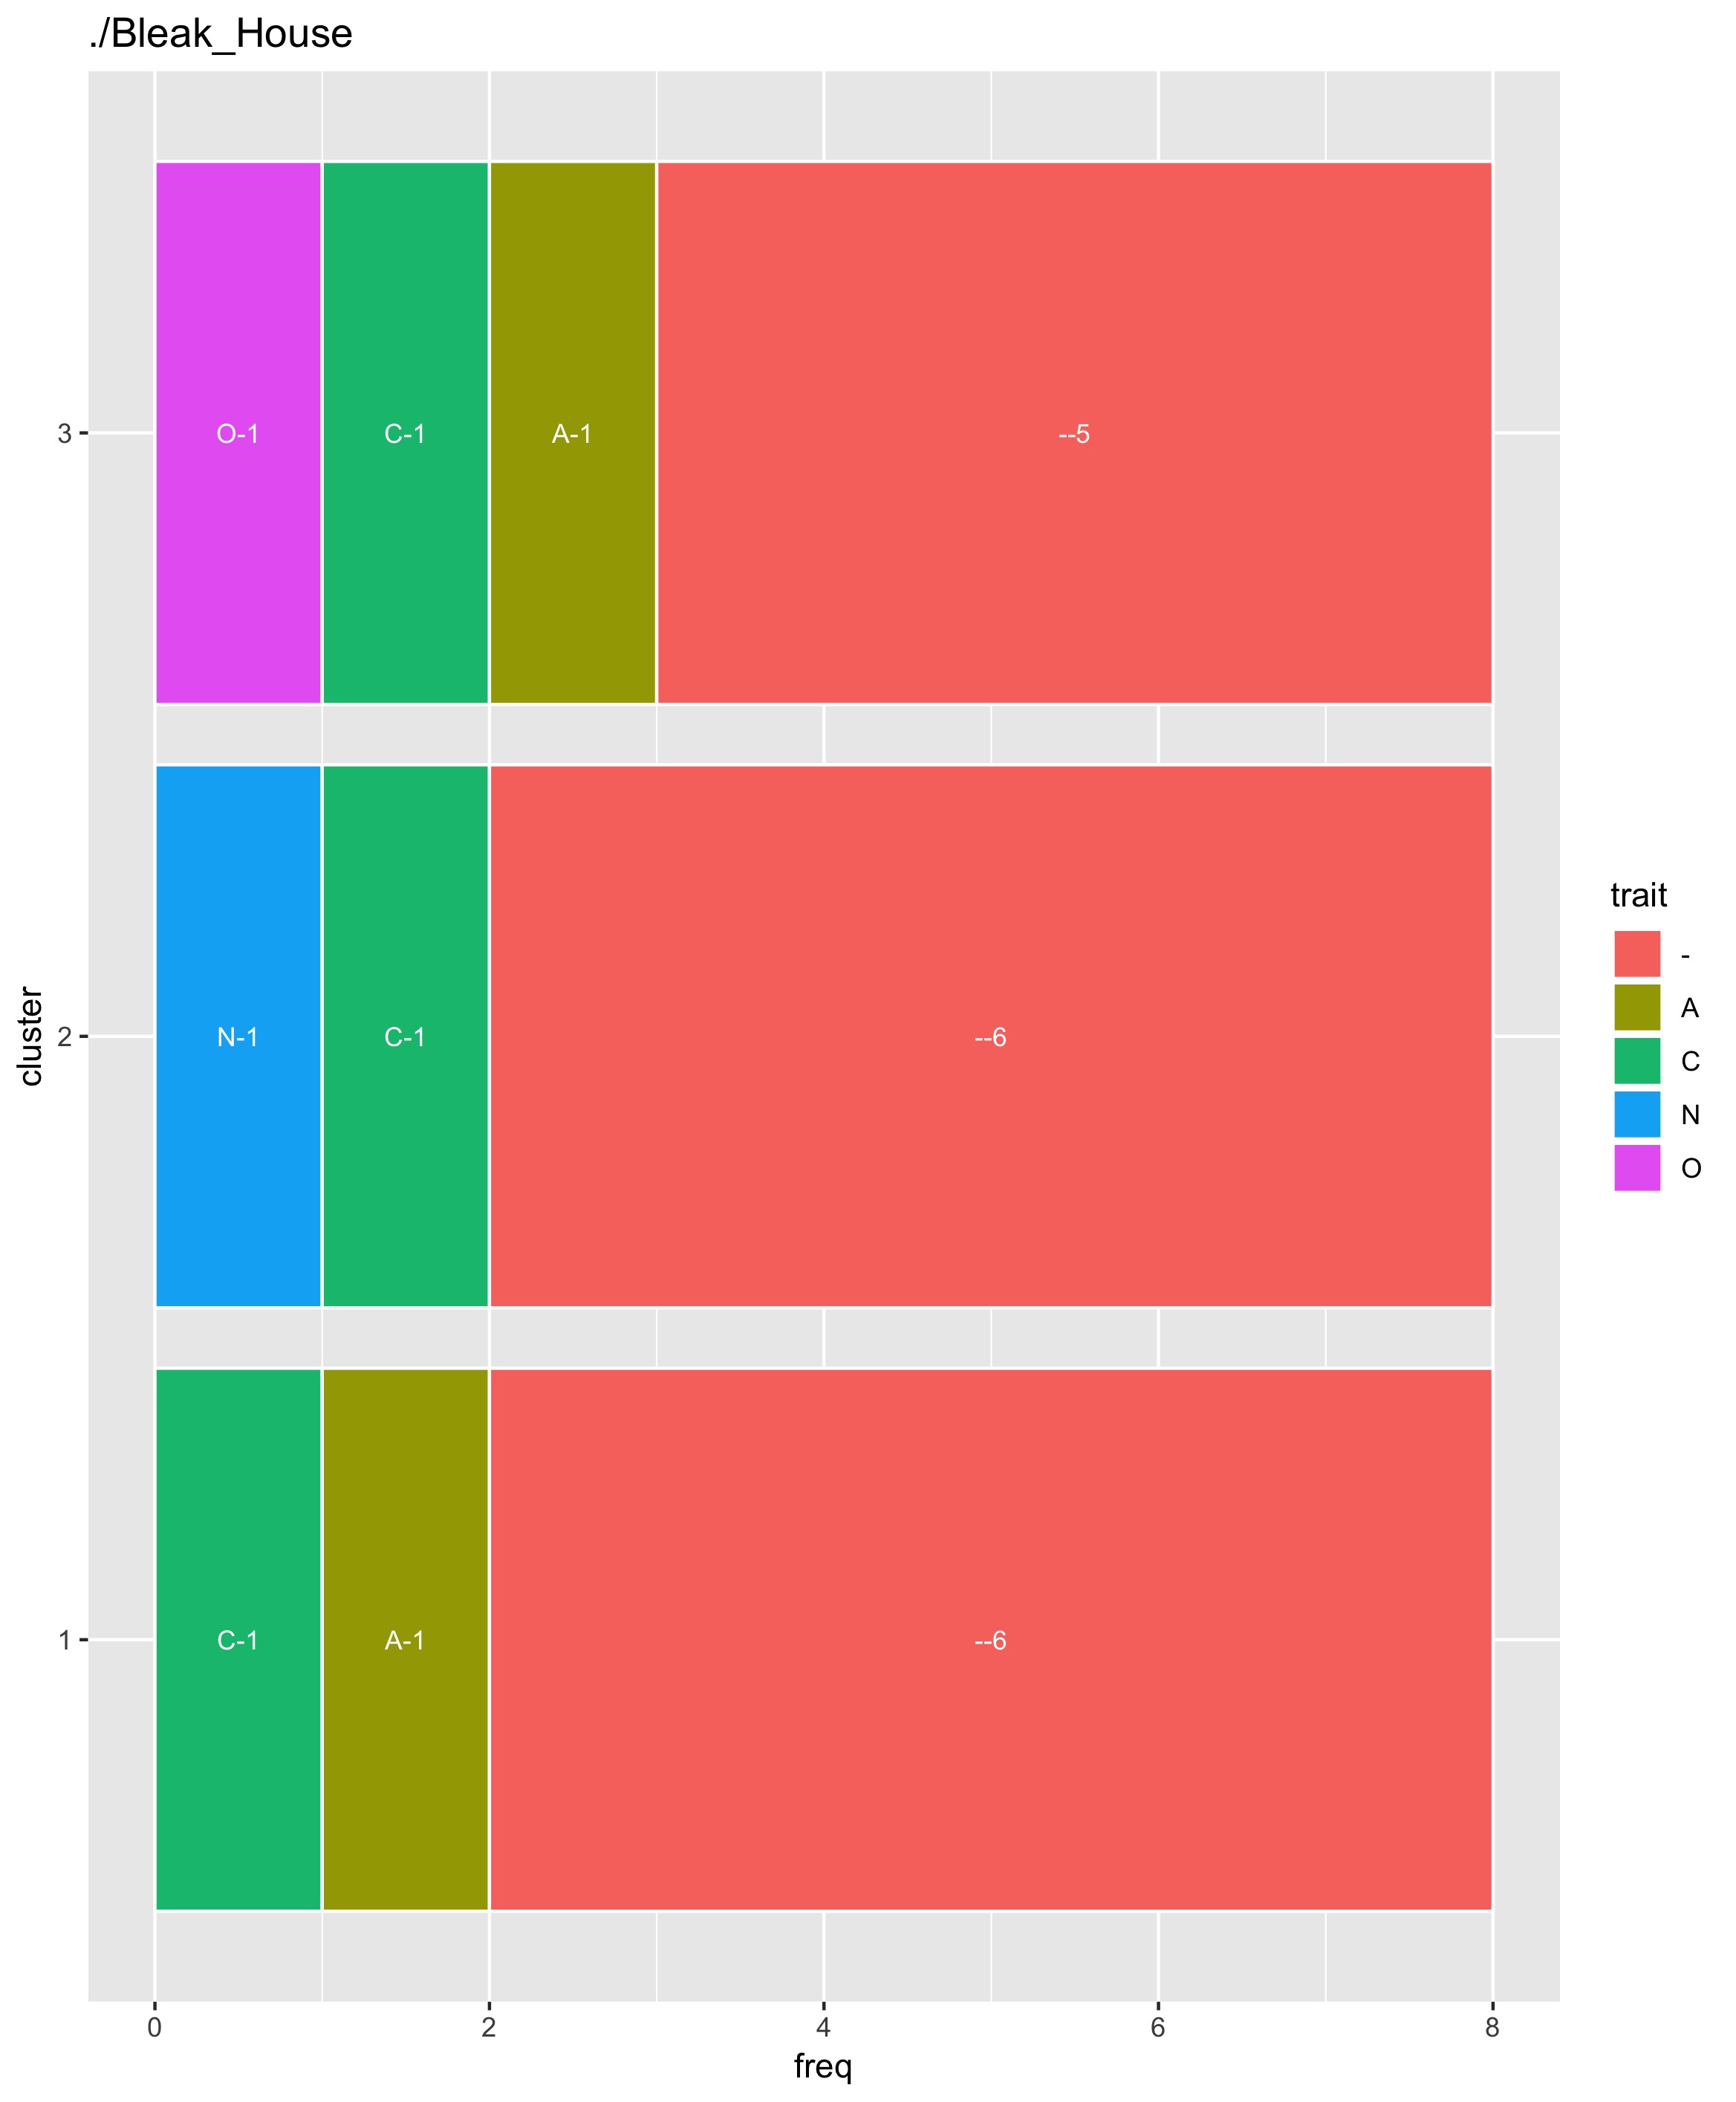 ./Bleak_House
3
O-1 C-1 A-1 --5
trait
-
A
C
N
O
cluster
2
N-1 C-1 --6
1
C-1 A-1 --6
0 2 4 6 8
freq